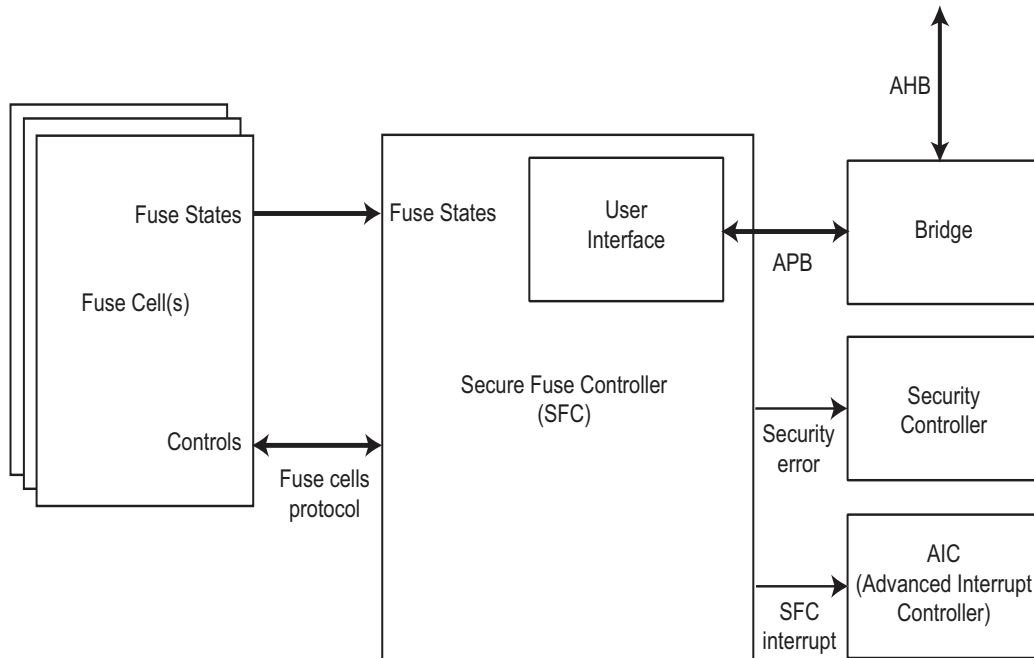 AHB
Fuse States
Fuse Cell(s)
Controls
Fuse cells
protocol
Fuse States
User
Interface
Secure Fuse Controller
(SFC)
APB
Bridge
Security
error
Security
Controller
SFC
interrupt
AIC
(Advanced Interrupt
Controller)